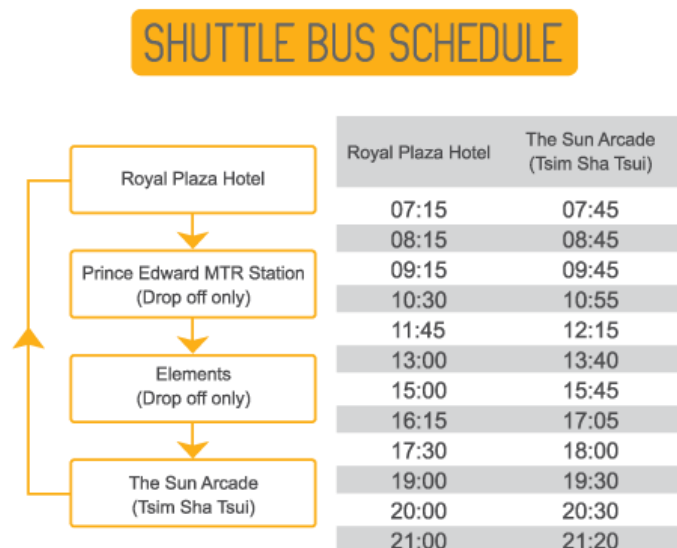 SHUTTLE BUS SCHEDULE
Royal Plaza Hotel
Prince Edward MTR Station
(Drop off only)
Elements
(Drop off only)
The Sun Arcade
(Tsim Sha Tsui)
Royal Plaza Hotel
The Sun Arcade
(Tsim Sha Tsui)
07:15 07:45
08:15 08:45
09:15 09:45
10:30 10:55
11:45 12:15
13:00 13:40
15:00 15:45
16:15 17:05
17:30 18:00
19:00 19:30
20:00 20:30
21:00 21:20